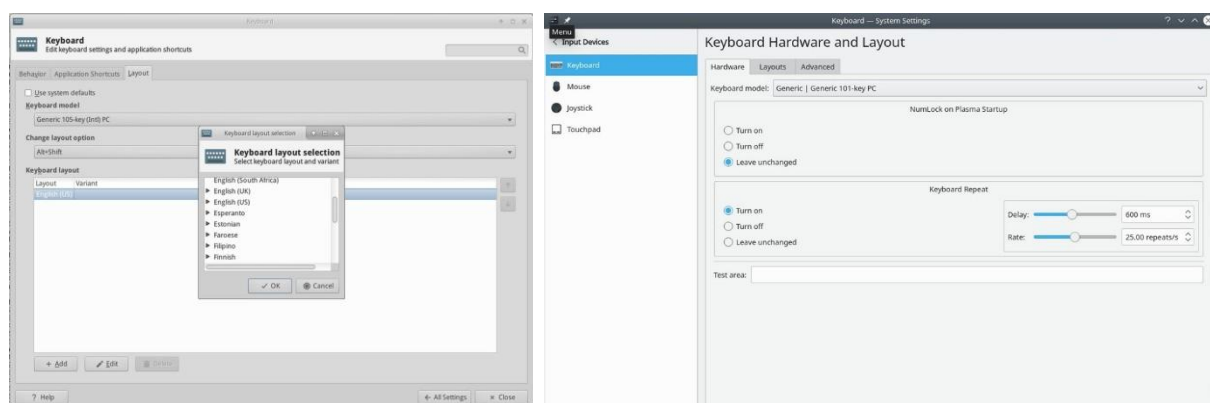 Keyboard
Keyboard
Edit keyboard settings and application shortcuts
Behavior Application Shortcuts Layout
Use system defaults
Keyboard model
Generic 105-key (Intl) PC
Change layout option
Alt+Shift
Keyboard layout
Layout Variant
English (US)
Keyboard layout selection
Keyboard layout selection
Select keyboard layout and variant
English (South Africa)
English (UK)
English (US)
Esperanto
Estonian
Faroese
Filipino
Finnish
OK Cancel
+ Add Edit Delete
? Help All Settings × Close
Keyboard — System Settings
Menu
< Input Devices
Keyboard
Mouse
Joystick
Touchpad
Keyboard Hardware and Layout
Hardware Layouts Advanced
Keyboard model: Generic | Generic 101-key PC
NumLock on Plasma Startup
Turn on
Turn off
Leave unchanged
Keyboard Repeat
Turn on
Turn off
Leave unchanged
Delay: 600 ms
Rate: 25.00 repeats/s
Test area: